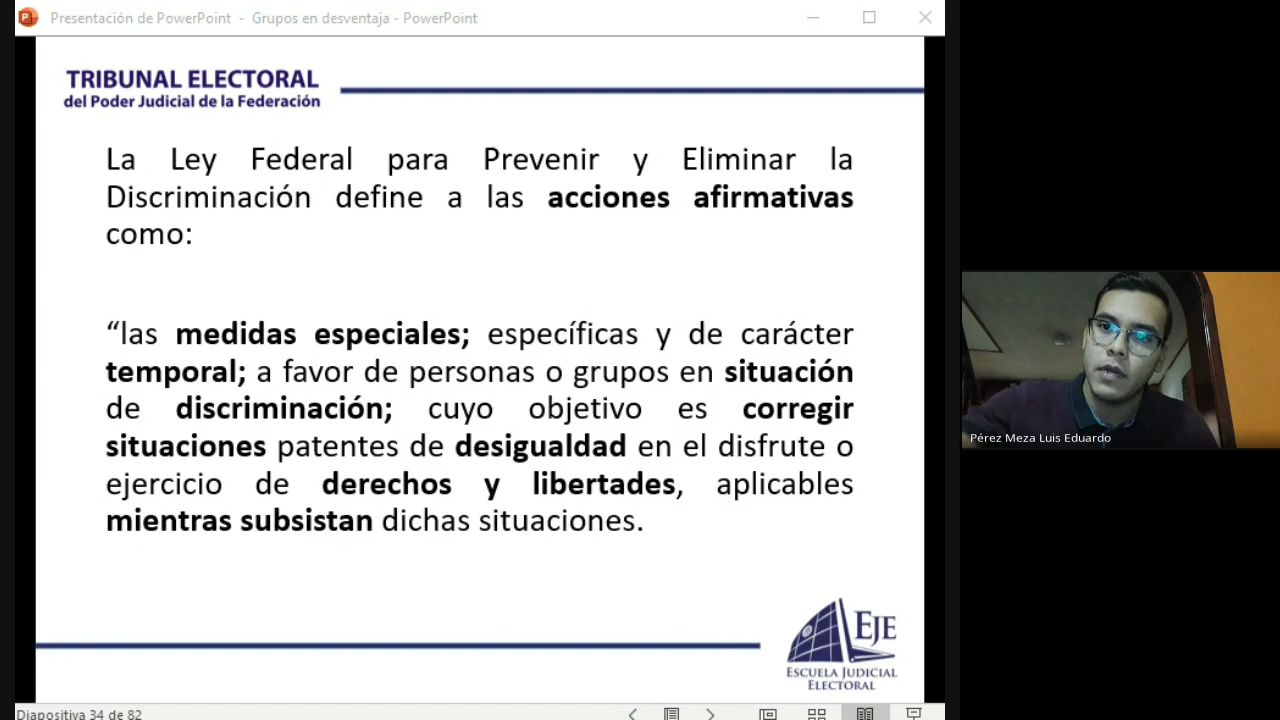 Presentación de PowerPoint - Grupos en desventaja - PowerPoint
TRIBUNAL ELECTORAL
del Poder Judicial de la Federación
La Ley Federal para Prevenir y Eliminar la
Discriminación define a las acciones afirmativas
como:
“las medidas especiales; específicas y de carácter
temporal; a favor de personas o grupos en situación
de discriminación; cuyo objetivo es corregir
situaciones patentes de desigualdad en el disfrute o
ejercicio de derechos y libertades, aplicables
mientras subsistan dichas situaciones.
Pérez Meza Luis Eduardo
EJE
ESCUELA JUDICIAL
ELECTORAL
Diapositiva 34 de 82